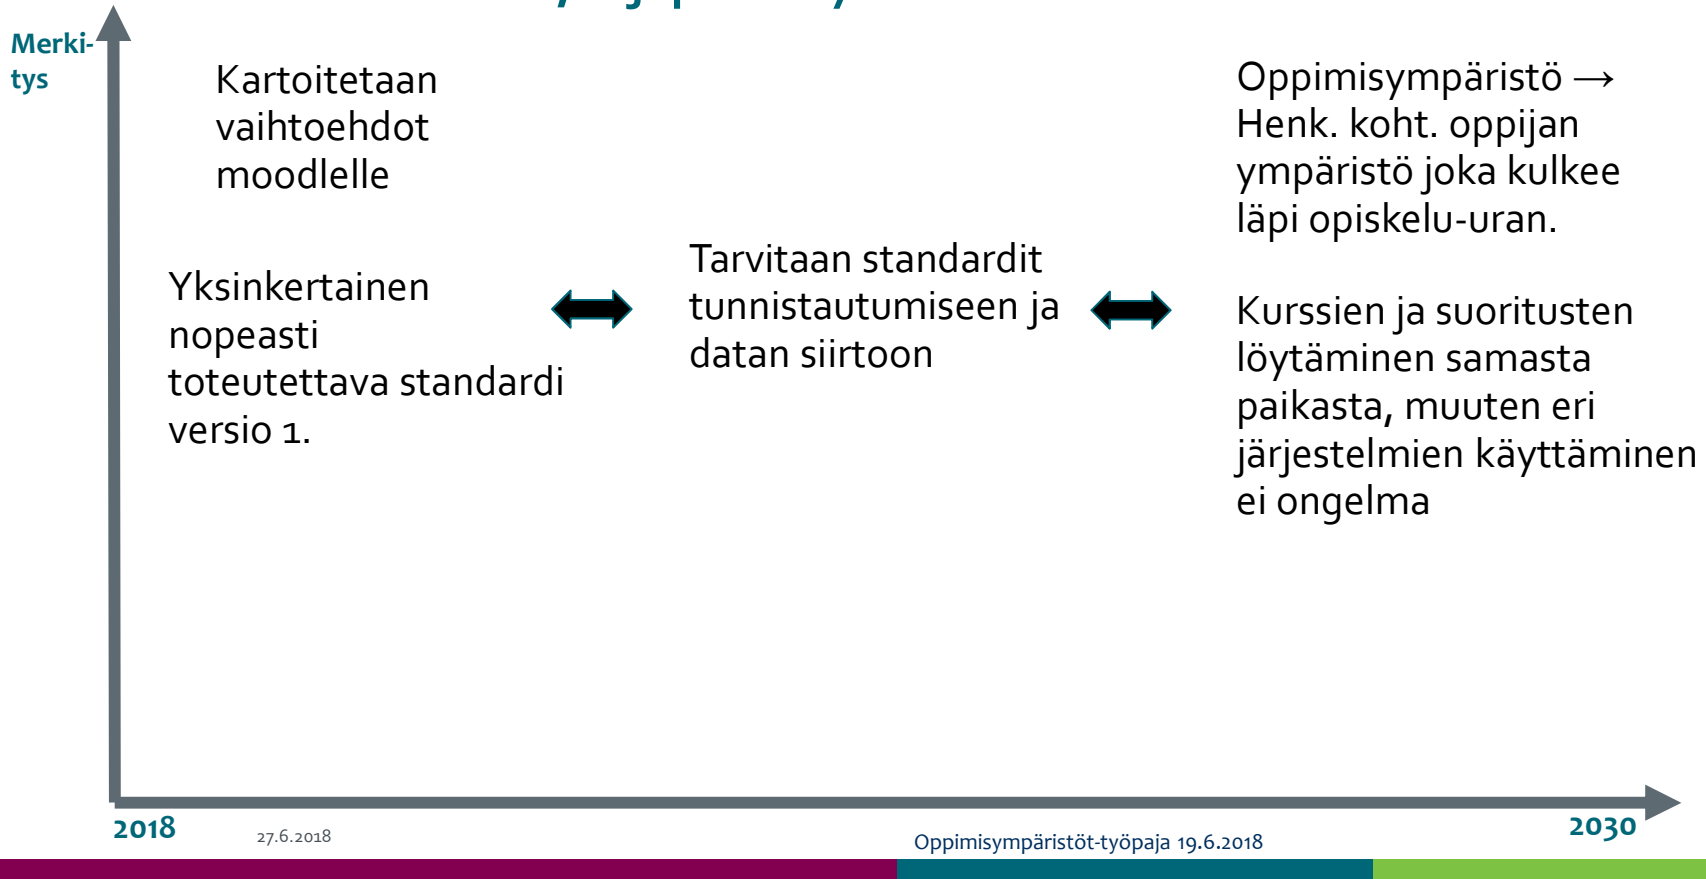 Merki-
tys
Kartoitetaan
vaihtoehdot
moodlelle
Yksinkertainen
nopeasti
toteutettava standardi
versio 1.
Tarvitaan standardit
tunnistautumiseen ja
datan siirtoon
Oppimisympäristö →
Henk. koht. oppijan
ympäristö joka kulkee
läpi opiskelu-uran.
Kurssien ja suoritusten
löytäminen samasta
paikasta, muuten eri
järjestelmien käyttäminen
ei ongelma
2018
2030
27.6.2018
Oppimisympäristöt-työpaja 19.6.2018